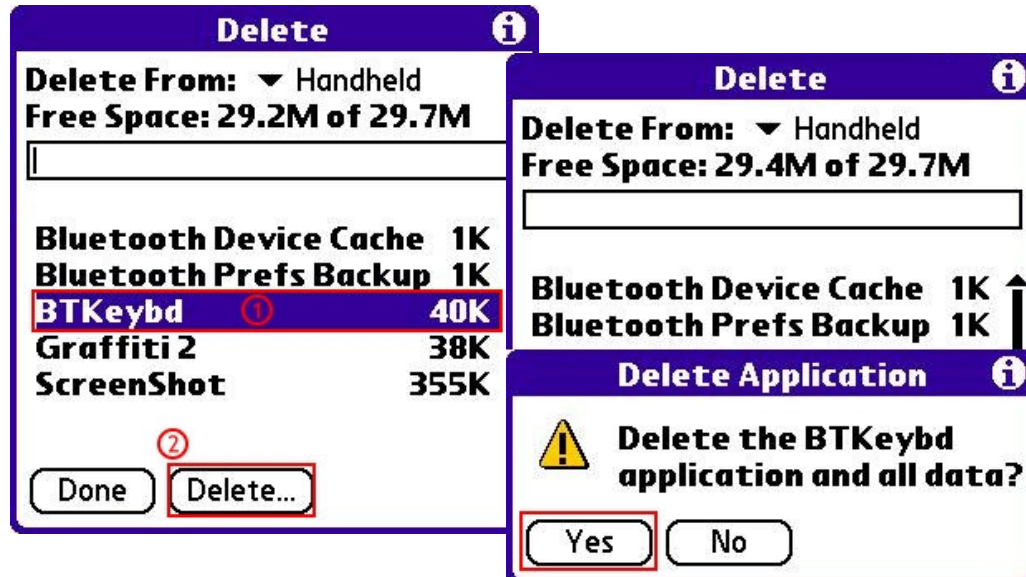 Delete
Delete From: Handheld
Free Space: 29.2M of 29.7M
Bluetooth Device Cache 1K
Bluetooth Prefs Backup 1K
BTKeybd ① 40K
Graffiti 2 38K
ScreenShot 355K
②
Done Delete...
Delete
Delete From: Handheld
Free Space: 29.4M of 29.7M
Bluetooth Device Cache 1K
Bluetooth Prefs Backup 1K
Delete Application
Delete the BTKeybd
application and all data?
Yes No